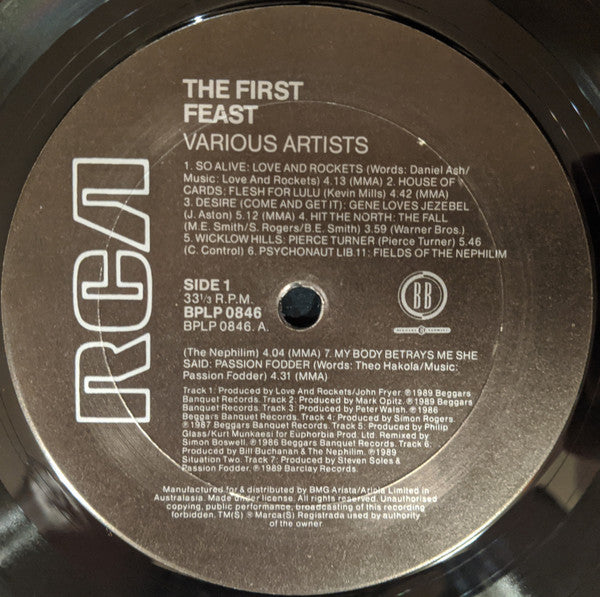 THE FIRST
FEAST
VARIOUS ARTISTS
1. SO ALIVE: LOVE AND ROCKETS (Words: Daniel Ash/
Music: Love And Rockets) 4.13 (MMA) 2. HOUSE OF
CARDS: FLESH FOR LULU (Kevin Mills) 4.42 (MMA)
3. DESIRE (COME AND GET IT): GENE LOVES JEZEBEL
(J. Aston) 5.12 (MMA) 4. HIT THE NORTH: THE FALL
(M.E. Smith/S. Rogers/B.E. Smith) 3.59 (Warner Bros.)
5. WICKLOW HILLS: PIERCE TURNER (Pierce Turner) 5.46
(C. Control) 6. PSYCHONAUT LIB.11: FIELDS OF THE NEPHILIM
RCA
SIDE 1
33⅓ R.P.M.
BPLP 0846
BPLP 0846. A.
BB
BEGGARS BANQUET
(The Nephilim) 4.04 (MMA) 7. MY BODY BETRAYS ME SHE
SAID: PASSION FODDER (Words: Theo Hakola/Music:
Passion Fodder) 4.31 (MMA)
Track 1: Produced by Love And Rockets/John Fryer. ℗1989 Beggars
Banquet Records. Track 2: Produced by Mark Opitz. ℗1989 Beggars
Banquet Records. Track 3: Produced by Peter Walsh. ℗1986
Beggars Banquet Records. Track 4: Produced by Simon Rogers.
℗1987 Beggars Banquet Records. Track 5: Produced by Philip
Glass/Kurt Munkacsi for Euphorbia Prod. Ltd. Remixed by
Simon Boswell. ℗1986 Beggars Banquet Records. Track 6:
Produced by Bill Buchanan & The Nephilim. ℗1989
Situation Two. Track 7: Produced by Steven Soles &
Passion Fodder. ℗1989 Barclay Records.
Manufactured for & distributed by BMG Arista/Ariola Limited in
Australasia. Made under license. All rights reserved. Unauthorised
copying, public performance, broadcasting of this recording
forbidden. TM(S) ® Marca(S) Registrada used by authority
of the owner